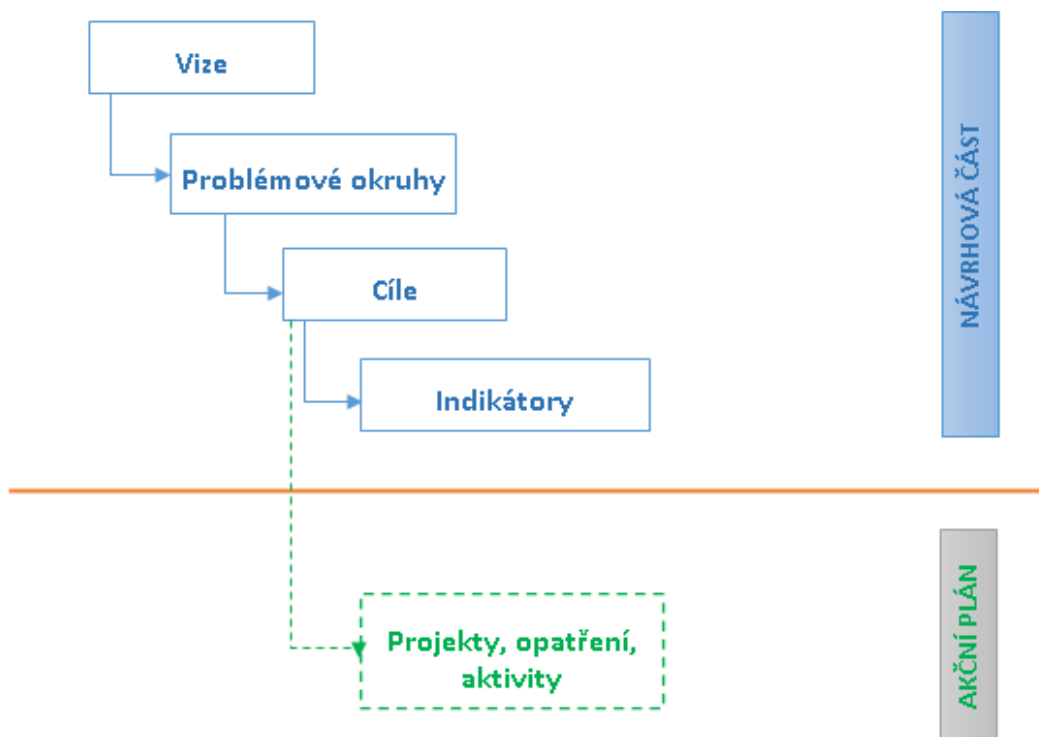 Vize
Problémové okruhy
Cíle
Indikátory
NÁVRHOVÁ ČÁST
Projekty, opatření,
aktivity
AKČNÍ PLÁN